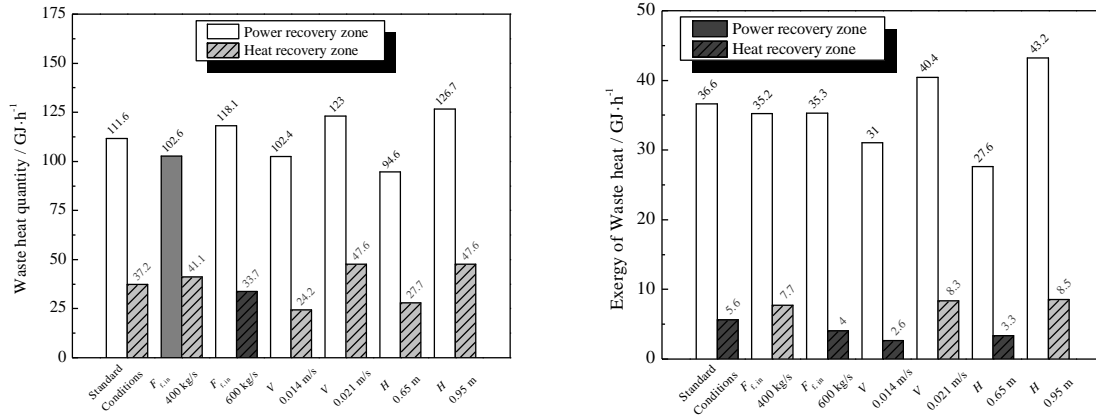 Waste heat quantity / GJ·h⁻¹
175
150
125
100
75
50
25
0
Power recovery zone
Heat recovery zone
111.6
37.2
102.6
41.1
118.1
33.7
102.4
24.2
123
47.6
94.6
27.7
126.7
47.6
Standard
Conditions
F f, in
400 kg/s
F f, in
600 kg/s
V
0.014 m/s
V
0.021 m/s
H
0.65 m
H
0.95 m
Exergy of Waste heat / GJ·h⁻¹
50
40
30
20
10
0
Power recovery zone
Heat recovery zone
36.6
5.6
35.2
7.7
35.3
4
31
2.6
40.4
8.3
27.6
3.3
43.2
8.5
Standard
Conditions
F f, in
400 kg/s
F f, in
600 kg/s
V
0.014 m/s
V
0.021 m/s
H
0.65 m
H
0.95 m